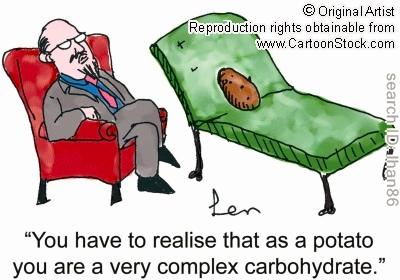 © Original Artist
Reproduction rights obtainable from
www.CartoonStock.com
search ID: alhan86
Len
“You have to realise that as a potato
you are a very complex carbohydrate.”